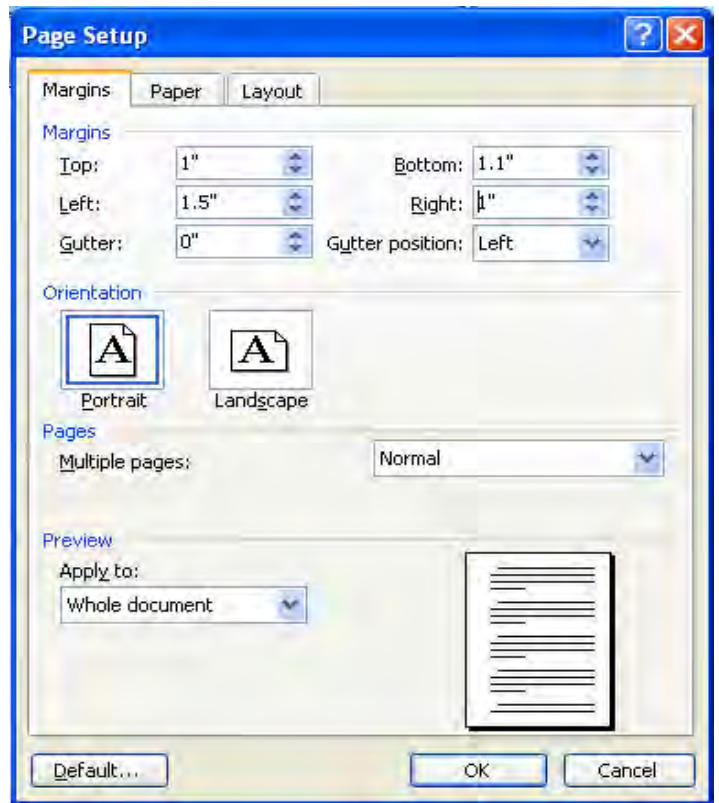 Page Setup
Margins Paper Layout
Margins
Top: 1" Bottom: 1.1"
Left: 1.5" Right: 1"
Gutter: 0" Gutter position: Left
Orientation
A A
Portrait Landscape
Pages
Multiple pages: Normal
Preview
Apply to:
Whole document
Default... OK Cancel